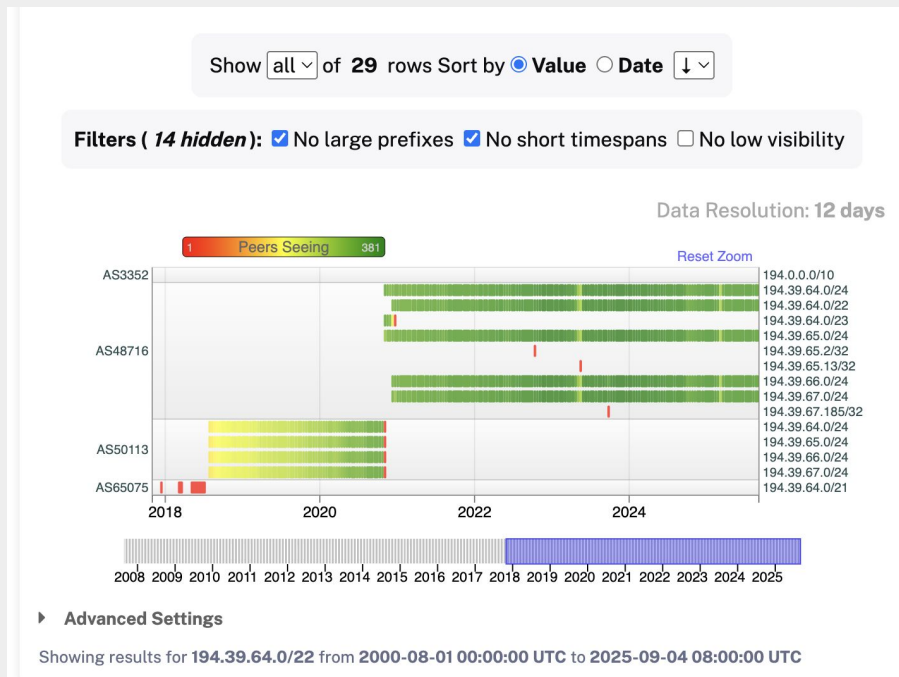 Show all of 29 rows Sort by Value Date ↓
Filters ( 14 hidden): No large prefixes No short timespans No low visibility
Data Resolution: 12 days
1 Peers Seeing 381
Reset Zoom
AS3352 194.0.0.0/10
194.39.64.0/24
194.39.64.0/22
194.39.64.0/23
194.39.65.0/24
AS48716 194.39.65.2/32
194.39.65.13/32
194.39.66.0/24
194.39.67.0/24
194.39.67.185/32
194.39.64.0/24
194.39.65.0/24
AS50113
194.39.66.0/24
194.39.67.0/24
AS65075 194.39.64.0/21
2018 2020 2022 2024
2008 2009 2010 2011 2012 2013 2014 2015 2016 2017 2018 2019 2020 2021 2022 2023 2024 2025
Advanced Settings
Showing results for 194.39.64.0/22 from 2000-08-01 00:00:00 UTC to 2025-09-04 08:00:00 UTC